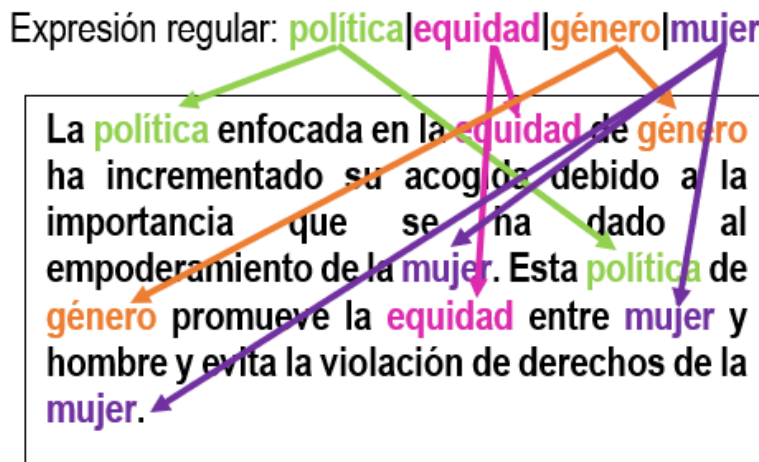 Expresión regular: política|equidad|género|mujer
La política enfocada en la equidad de género
ha incrementado su acogida debido a la
importancia que se ha dado al
empoderamiento de la mujer. Esta política de
género promueve la equidad entre mujer y
hombre y evita la violación de derechos de la
mujer.